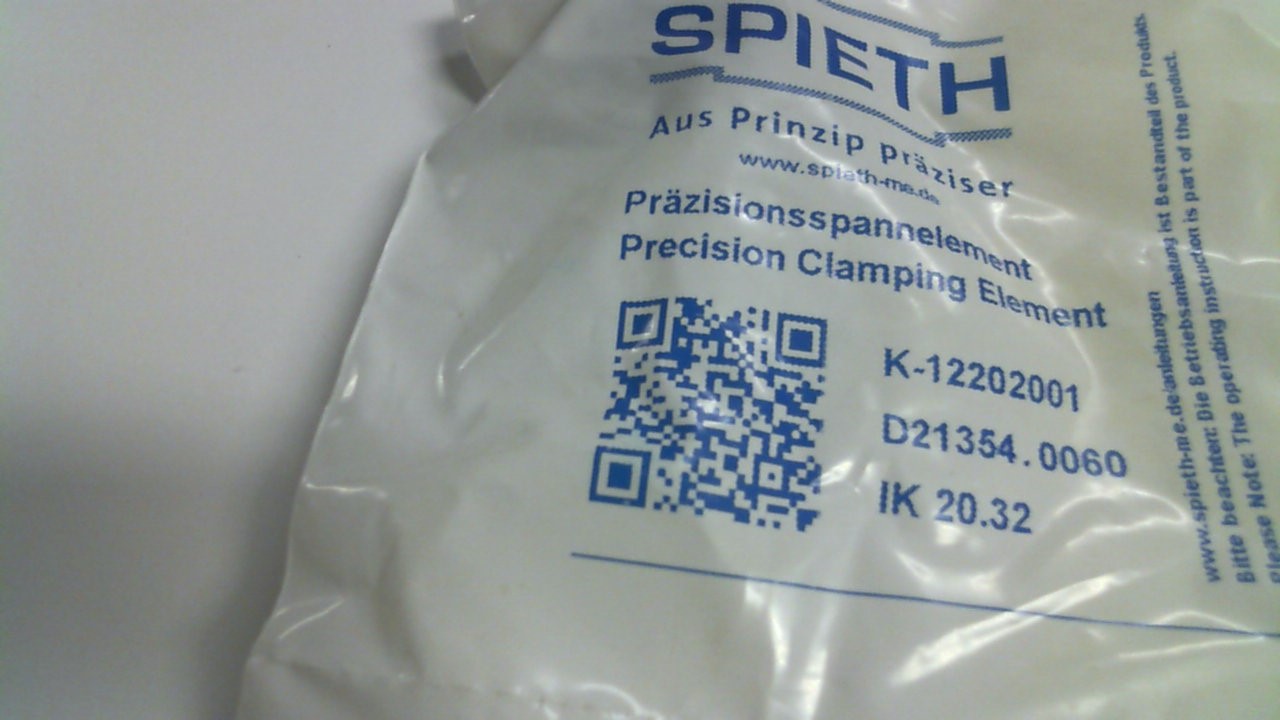 SPIETH
Aus Prinzip präziser
www.spieth-me.de
Präzisionsspannelement
Precision Clamping Element
K-12202001
D21354.0060
IK 20.32
www.spieth-me.de/anleitungen
Bitte beachten: Die Betriebsanleitung ist Bestandteil des Produkts.
Please Note: The operating instruction is part of the product.